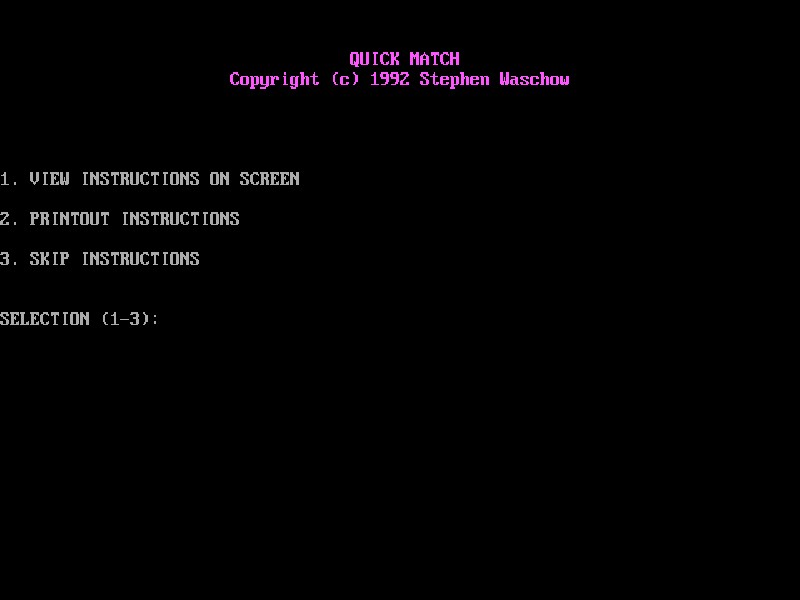 QUICK MATCH
Copyright (c) 1992 Stephen Waschow
1. VIEW INSTRUCTIONS ON SCREEN
2. PRINTOUT INSTRUCTIONS
3. SKIP INSTRUCTIONS
SELECTION (1-3):